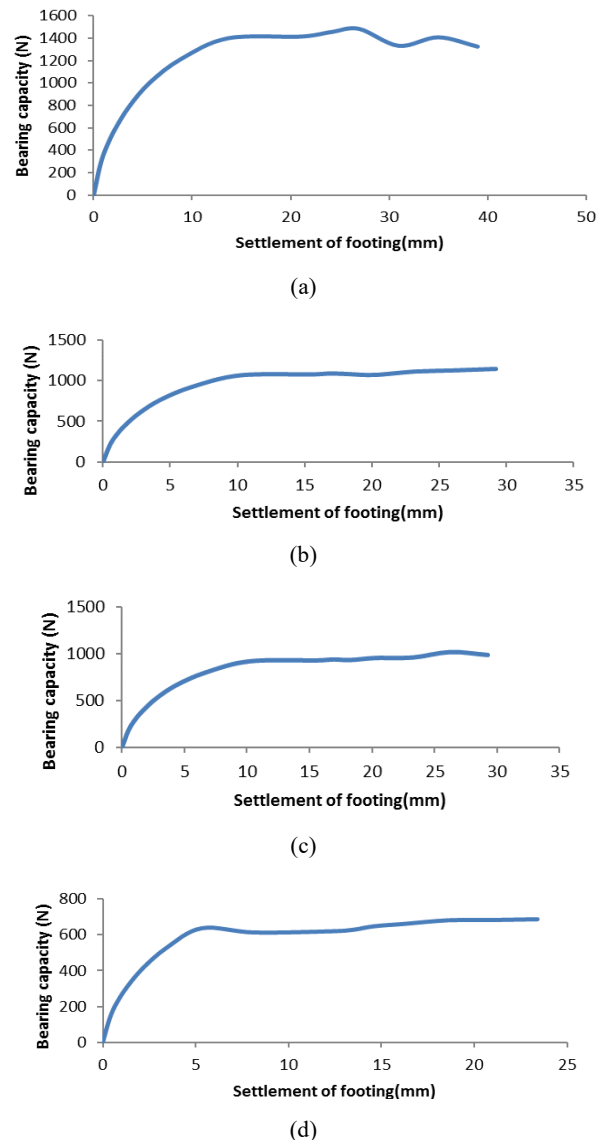 Bearing capacity (N)
1600
1400
1200
1000
800
600
400
200
0
0 10 20 30 40 50
Settlement of footing(mm)
(a)
Bearing capacity (N)
1500
1000
500
0
0 5 10 15 20 25 30 35
Settlement of footing(mm)
(b)
Bearing capacity (N)
1500
1000
500
0
0 5 10 15 20 25 30 35
Settlement of footing(mm)
(c)
Bearing capacity (N)
800
600
400
200
0
0 5 10 15 20 25
Settlement of footing(mm)
(d)